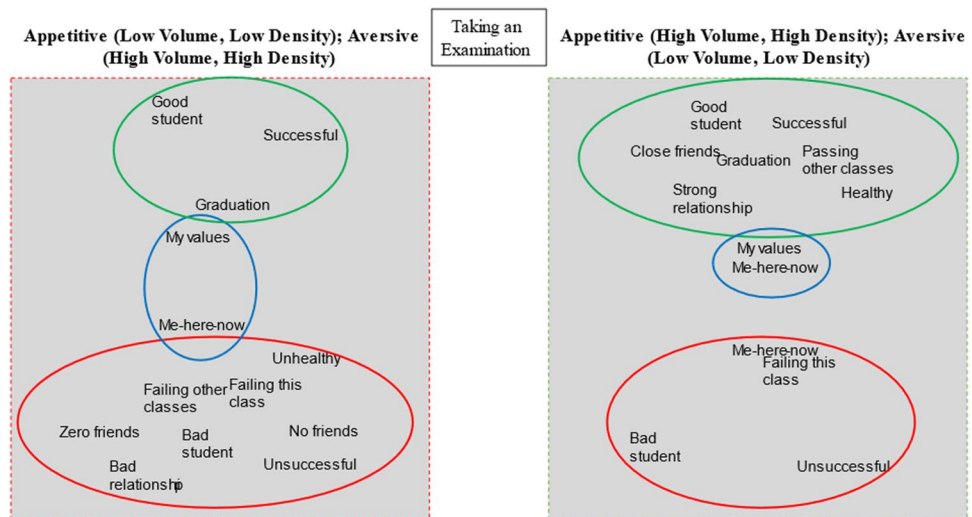 Taking an
Examination
Appetitive (Low Volume, Low Density); Aversive
(High Volume, High Density)
Good
student
Successful
Graduation
My values
Me-here-now
Unhealthy
Failing other
classes
Failing this
class
Zero friends
Bad
student
No friends
Unsuccessful
Bad
relationship
Appetitive (High Volume, High Density); Aversive
(Low Volume, Low Density)
Good
student
Successful
Close friends
Graduation
Passing
other classes
Strong
relationship
Healthy
My values
Me-here-now
Me-here-now
Failing this
class
Bad
student
Unsuccessful